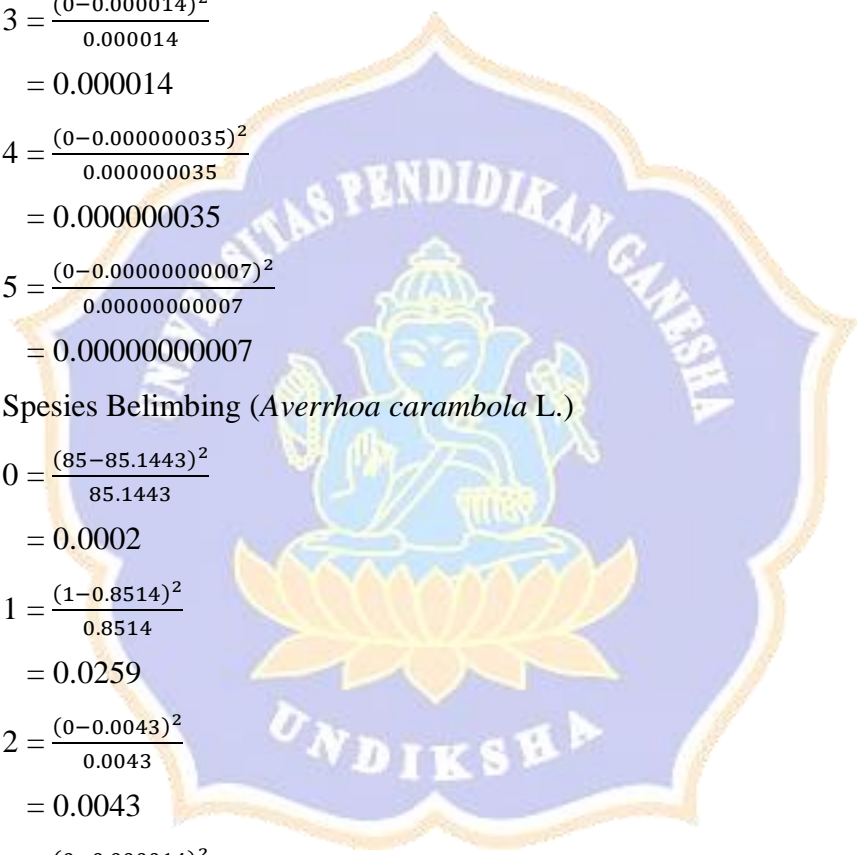 3 = (0−0.000014)²/0.000014
= 0.000014
4 = (0−0.000000035)²/0.000000035
= 0.000000035
5 = (0−0.00000000007)²/0.00000000007
= 0.00000000007
Spesies Belimbing (Averrhoa carambola L.)
0 = (85−85.1443)²/85.1443
= 0.0002
1 = (1−0.8514)²/0.8514
= 0.0259
2 = (0−0.0043)²/0.0043
= 0.0043
UNIVERSITAS PENDIDIKAN GANESHA
UNDIKSHA